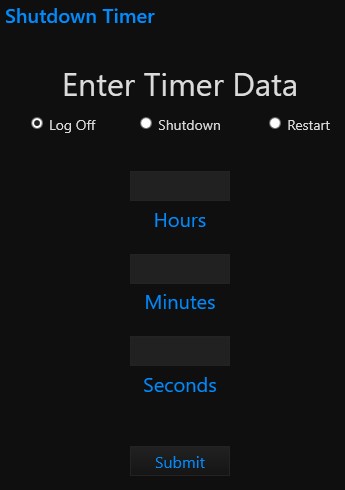 Shutdown Timer
Enter Timer Data
Log Off Shutdown Restart
Hours
Minutes
Seconds
Submit